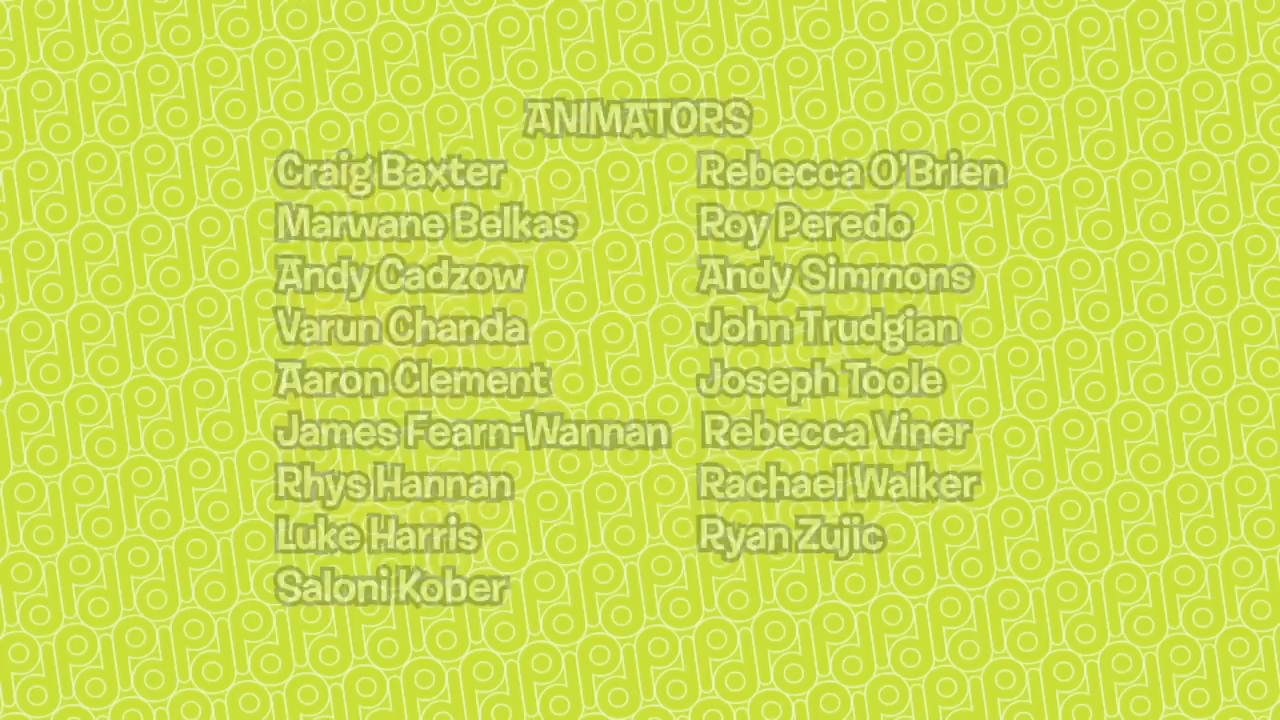 ANIMATORS
Craig Baxter
Marwane Belkas
Andy Cadzow
Varun Chanda
Aaron Clement
James Fearn-Wannan
Rhys Hannan
Luke Harris
Saloni Kober
Rebecca O'Brien
Roy Peredo
Andy Simmons
John Trudgian
Joseph Toole
Rebecca Viner
Rachael Walker
Ryan Zujic